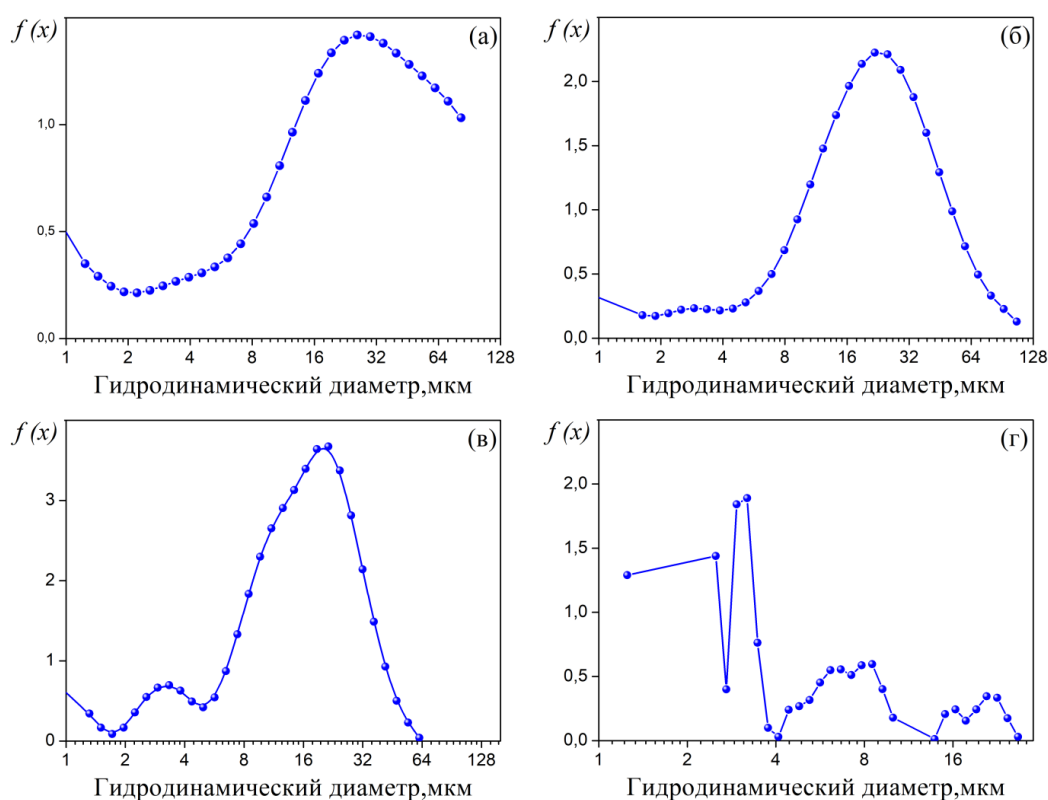 f (x)
(а)
1,0
0,5
0,0
1 2 4 8 16 32 64 128
Гидродинамический диаметр,мкм
f (x)
(б)
2,0
1,5
1,0
0,5
0,0
1 2 4 8 16 32 64 128
Гидродинамический диаметр,мкм
f (x)
(в)
3
2
1
0
1 2 4 8 16 32 64 128
Гидродинамический диаметр,мкм
f (x)
(г)
2,0
1,5
1,0
0,5
0,0
1 2 4 8 16
Гидродинамический диаметр,мкм